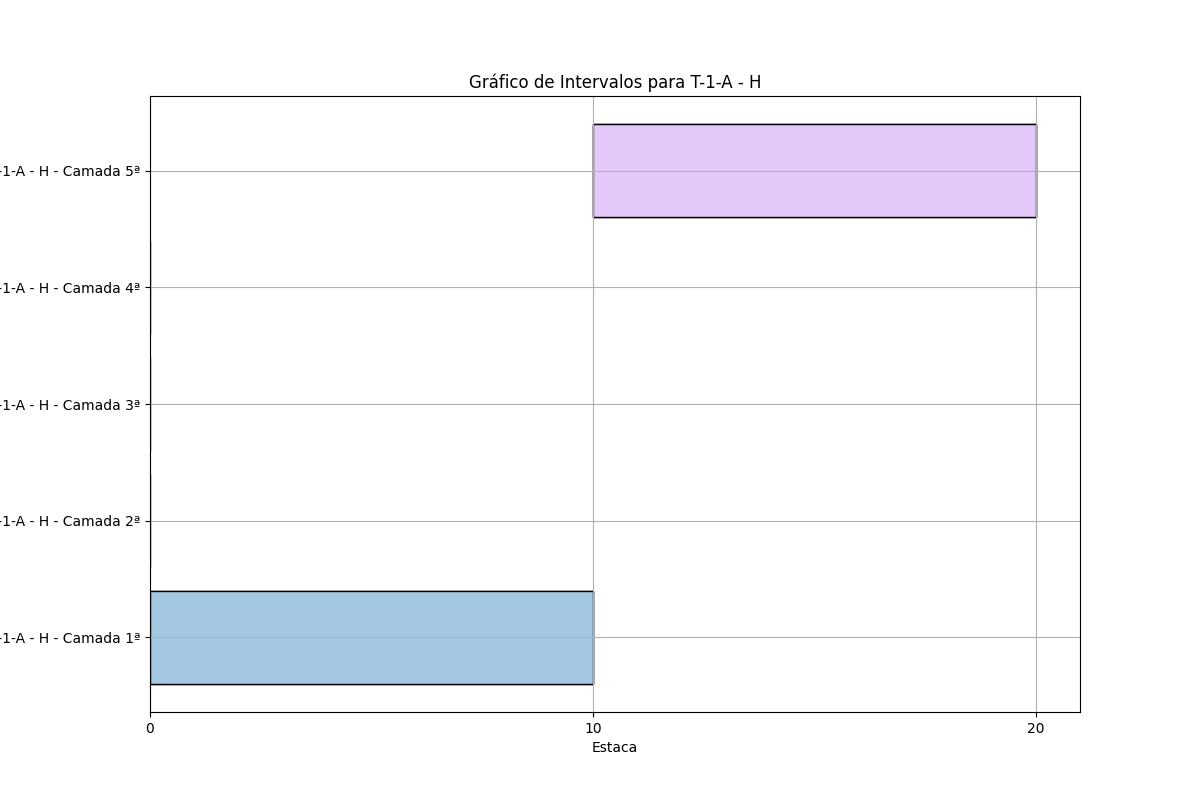 Gráfico de Intervalos para T-1-A - H
-1-A - H - Camada 5ª
-1-A - H - Camada 4ª
-1-A - H - Camada 3ª
-1-A - H - Camada 2ª
-1-A - H - Camada 1ª
0 10 20
Estaca